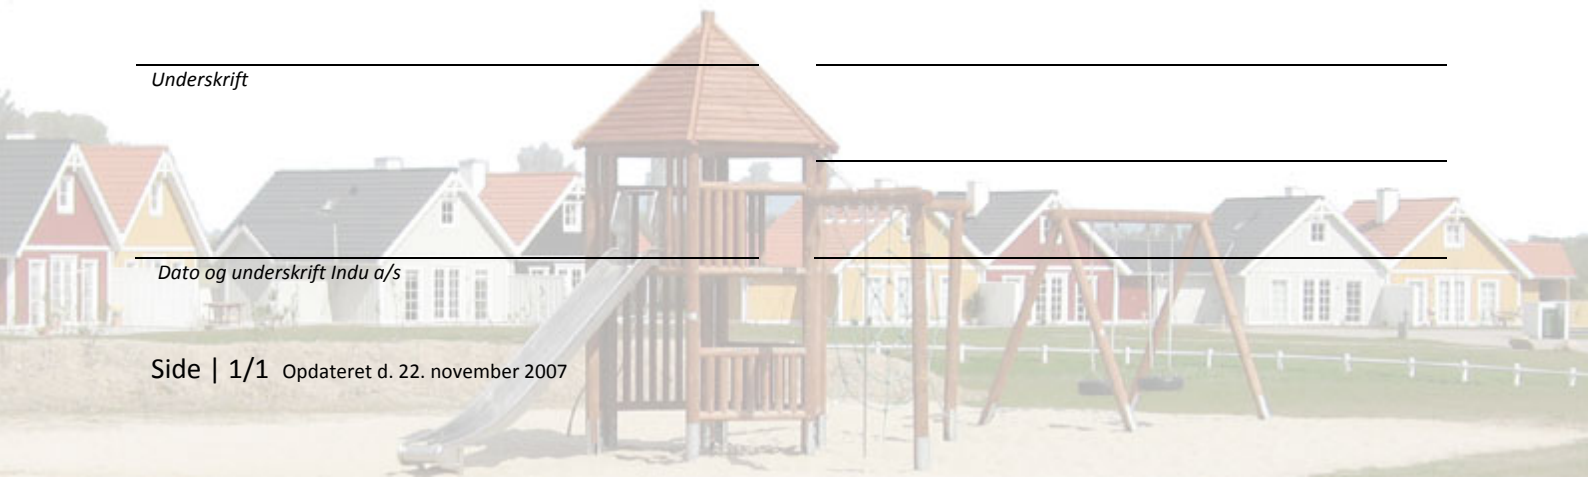 Underskrift
Dato og underskrift Indu a/s
Side | 1/1 Opdateret d. 22. november 2007